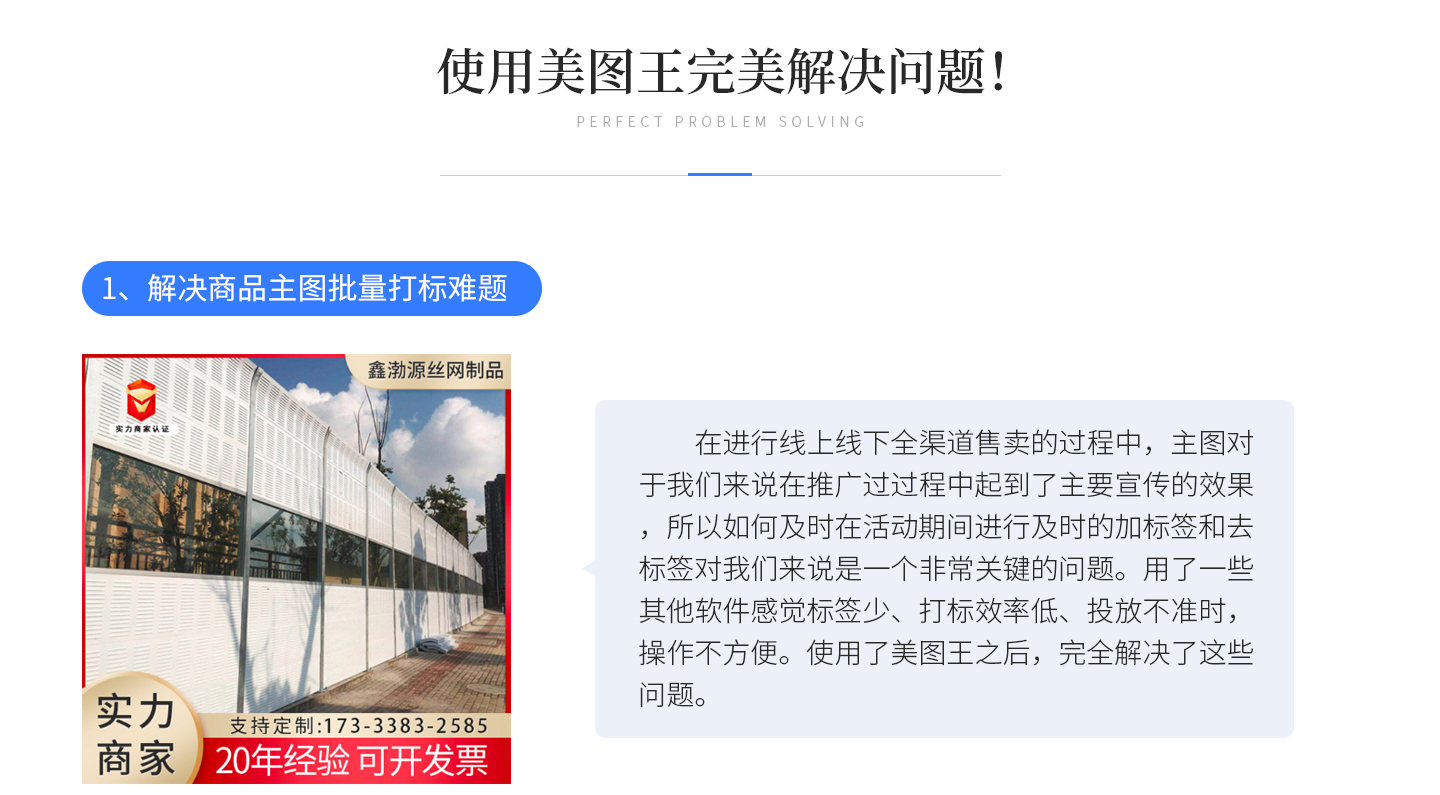 使用美图王完美解决问题！
PERFECT PROBLEM SOLVING
1、解决商品主图批量打标难题
鑫渤源丝网制品
实力商家认证
实力
商家
支持定制:173-3383-2585
20年经验 可开发票
在进行线上线下全渠道售卖的过程中，主图对
于我们来说在推广过过程中起到了主要宣传的效果
，所以如何及时在活动期间进行及时的加标签和去
标签对我们来说是一个非常关键的问题。用了一些
其他软件感觉标签少、打标效率低、投放不准时，
操作不方便。使用了美图王之后，完全解决了这些
问题。